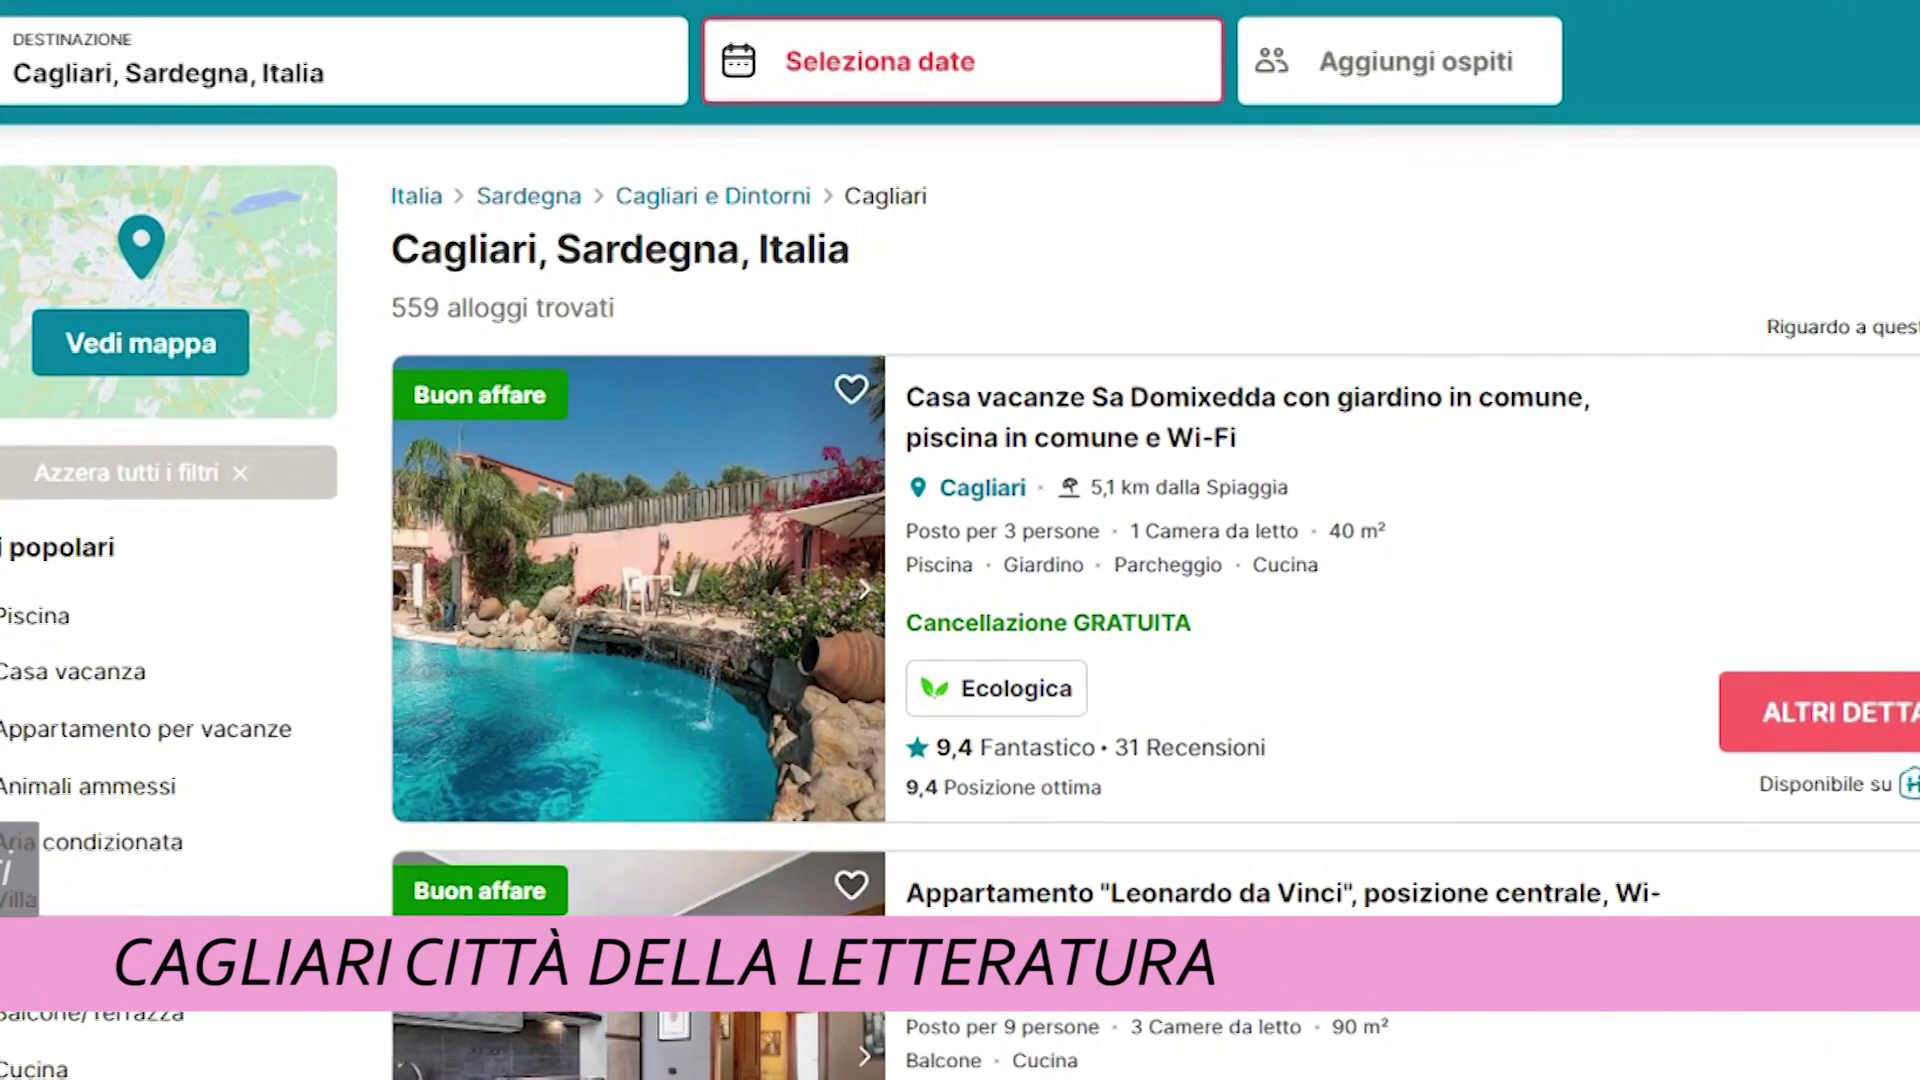 DESTINAZIONE
Cagliari, Sardegna, Italia
Seleziona date
Aggiungi ospiti
Italia > Sardegna > Cagliari e Dintorni > Cagliari
Cagliari, Sardegna, Italia
559 alloggi trovati
Riguardo a
Vedi mappa
Azzera tutti i filtri ×
i popolari
Piscina
Casa vacanza
Appartamento per vacanze
Animali ammessi
Aria condizionata
Villa
Balcone/Terrazza
Cucina
Buon affare
Casa vacanze Sa Domixedda con giardino in comune,
piscina in comune e Wi-Fi
Cagliari · 5,1 km dalla Spiaggia
Posto per 3 persone · 1 Camera da letto · 40 m²
Piscina · Giardino · Parcheggio · Cucina
Cancellazione GRATUITA
Ecologica
9,4 Fantastico • 31 Recensioni
9,4 Posizione ottima
ALTRI DETTA
Disponibile su
Buon affare
Appartamento "Leonardo da Vinci", posizione centrale, Wi-
CAGLIARI CITTÀ DELLA LETTERATURA
Posto per 9 persone · 3 Camere da letto · 90 m²
Balcone · Cucina